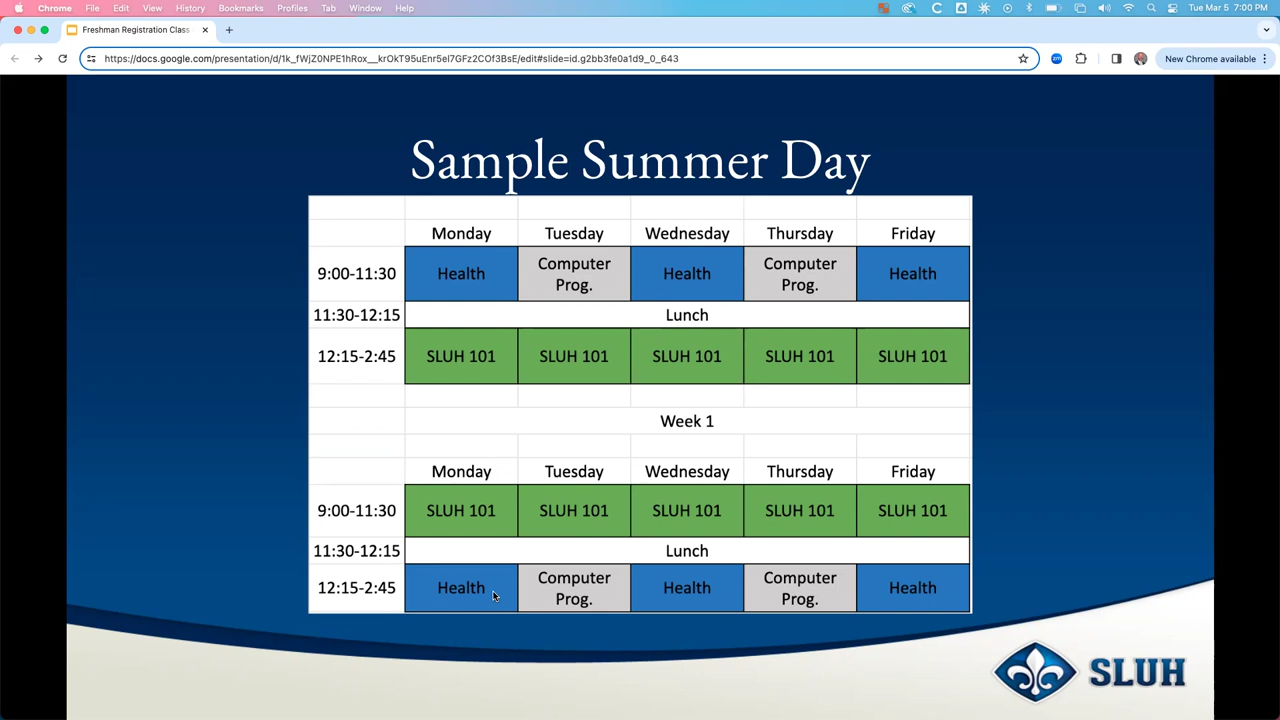 Chrome File Edit View History Bookmarks Profiles Tab Window Help Tue Mar 5 7:00 PM
Freshman Registration Class
https://docs.google.com/presentation/d/1k_fWjZ0NPE1hRox__krOkT95uEnr5el7GFz2COf3BsE/edit#slide=id.g2bb3fe0a1d9_0_643
New Chrome available
Sample Summer Day
Monday Tuesday Wednesday Thursday Friday
9:00-11:30 Health Computer Prog. Health Computer Prog. Health
11:30-12:15 Lunch
12:15-2:45 SLUH 101 SLUH 101 SLUH 101 SLUH 101 SLUH 101
Week 1
Monday Tuesday Wednesday Thursday Friday
9:00-11:30 SLUH 101 SLUH 101 SLUH 101 SLUH 101 SLUH 101
11:30-12:15 Lunch
12:15-2:45 Health Computer Prog. Health Computer Prog. Health
SLUH